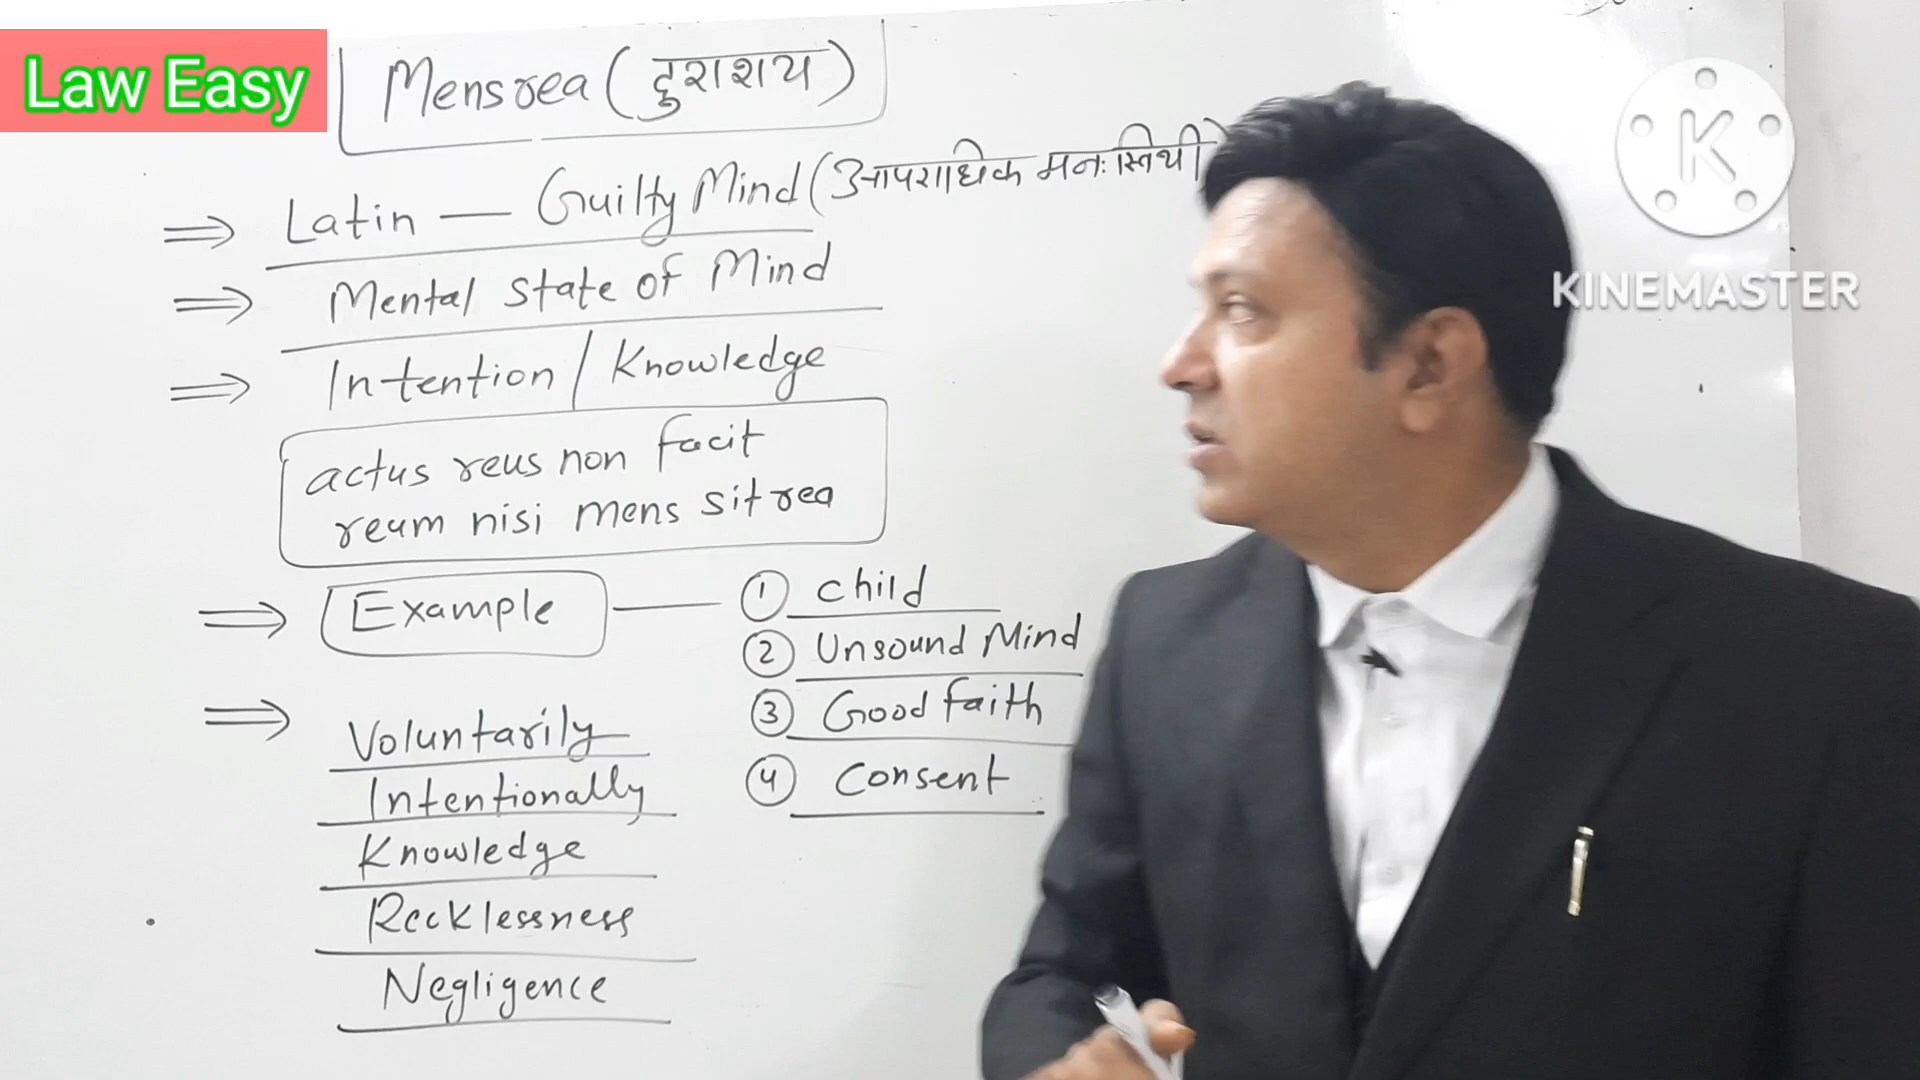 Law Easy
Mens rea (दुराशय)
⇒ Latin — Guilty Mind (आपराधिक मनः स्तिथी)
⇒ Mental state of Mind
⇒ Intention / Knowledge
actus reus non facit
reum nisi mens sit rea
⇒ Example — ① child
② Unsound Mind
③ Good faith
④ Consent
⇒ Voluntarily
Intentionally
Knowledge
Recklessness
Negligence
K
KINEMASTER